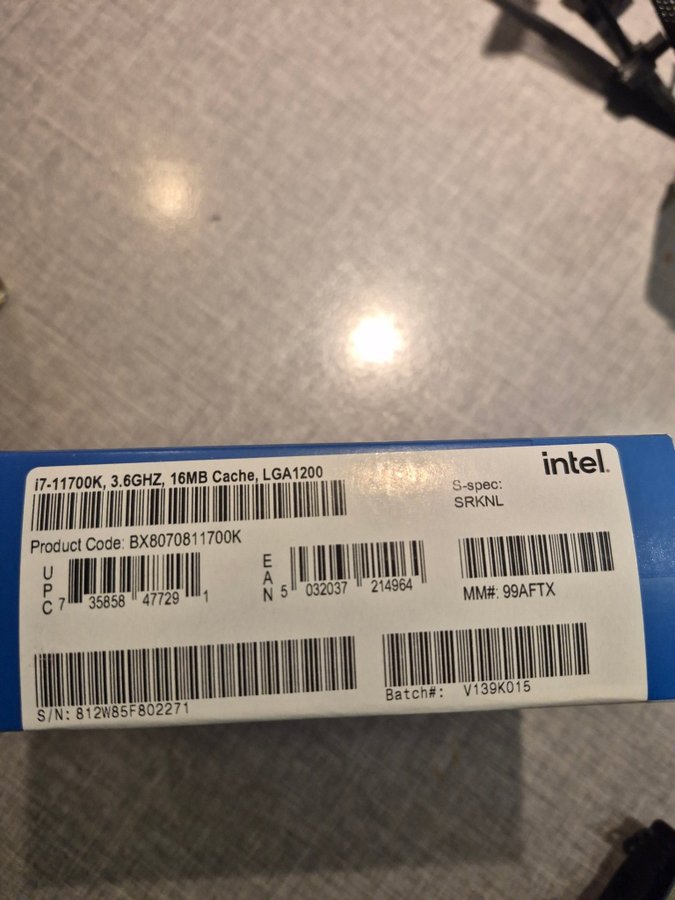 i7-11700K, 3.6GHZ, 16MB Cache, LGA1200
intel.
S-spec:
SRKNL
Product Code: BX8070811700K
UPC
7 35858 47729 1
EAN
5 032037 214964
MM#: 99AFTX
S/N: 812W85F802271
Batch#: V139K015